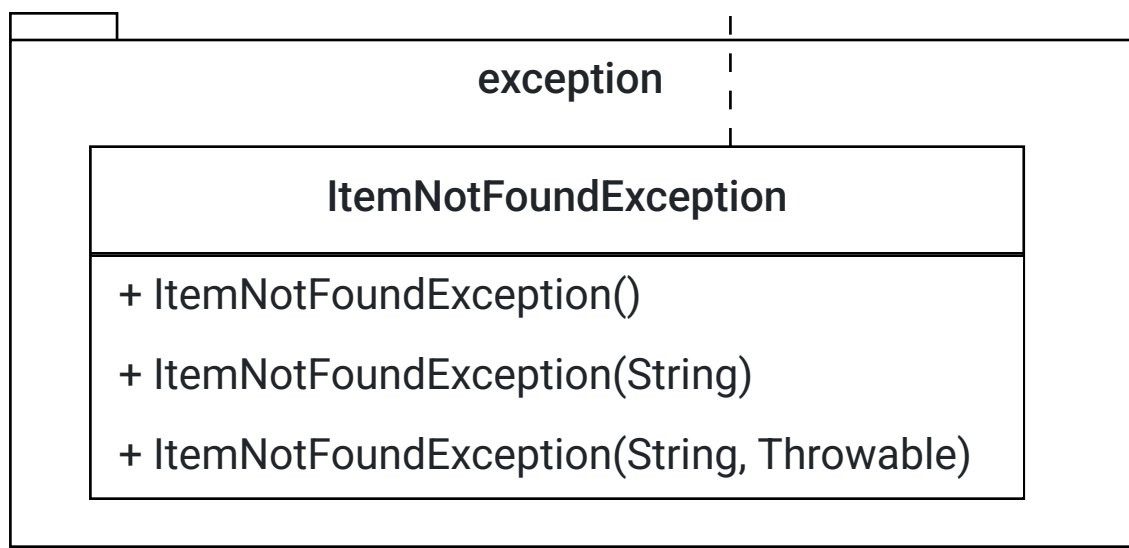 exception
ItemNotFoundException
+ ItemNotFoundException()
+ ItemNotFoundException(String)
+ ItemNotFoundException(String, Throwable)